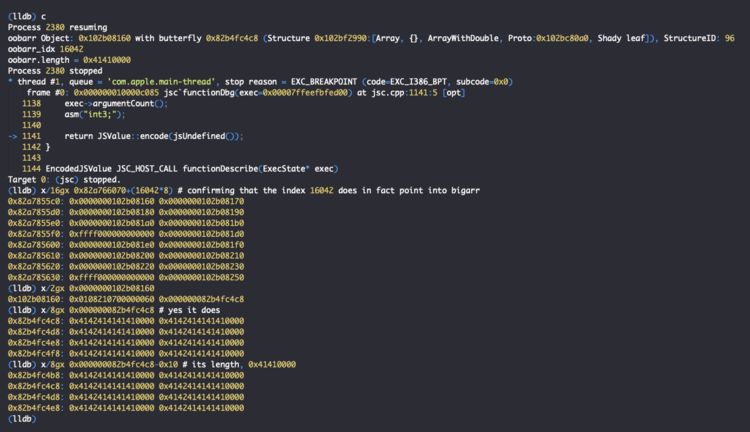 (lldb) c
Process 2380 resuming
oobarr Object: 0x102b08160 with butterfly 0x82b4fc4c8 (Structure 0x102bf2990:[Array, {}, ArrayWithDouble, Proto:0x102bc80a0, Shady leaf]), StructureID: 96
oobarr_idx 16042
oobarr.length = 0x41410000
Process 2380 stopped
* thread #1, queue = 'com.apple.main-thread', stop reason = EXC_BREAKPOINT (code=EXC_I386_BPT, subcode=0x0)
frame #0: 0x000000010000c085 jsc`functionDbg(exec=0x00007ffeefbfed00) at jsc.cpp:1141:5 [opt]
1138 exec->argumentCount();
1139 asm("int3;");
1140
-> 1141 return JSValue::encode(jsUndefined());
1142 }
1143
1144 EncodedJSValue JSC_HOST_CALL functionDescribe(ExecState* exec)
Target 0: (jsc) stopped.
(lldb) x/16gx 0x82a766070+(16042*8) # confirming that the index 16042 does in fact point into bigarr
0x82a7855c0: 0x0000000102b08160 0x0000000102b08170
0x82a7855d0: 0x0000000102b08180 0x0000000102b08190
0x82a7855e0: 0x0000000102b081a0 0x0000000102b081b0
0x82a7855f0: 0xffff000000000000 0x0000000102b081d0
0x82a785600: 0x0000000102b081e0 0x0000000102b081f0
0x82a785610: 0x0000000102b08200 0x0000000102b08210
0x82a785620: 0x0000000102b08220 0x0000000102b08230
0x82a785630: 0xffff000000000000 0x0000000102b08250
(lldb) x/2gx 0x0000000102b08160
0x102b08160: 0x0108210700000060 0x000000082b4fc4c8
(lldb) x/8gx 0x000000082b4fc4c8 # yes it does
0x82b4fc4c8: 0x4142414141410000 0x4142414141410000
0x82b4fc4d8: 0x4142414141410000 0x4142414141410000
0x82b4fc4e8: 0x4142414141410000 0x4142414141410000
0x82b4fc4f8: 0x4142414141410000 0x4142414141410000
(lldb) x/8gx 0x000000082b4fc4c8-0x10 # its length, 0x41410000
0x82b4fc4b8: 0x4142414141410000 0x4142414141410000
0x82b4fc4c8: 0x4142414141410000 0x4142414141410000
0x82b4fc4d8: 0x4142414141410000 0x4142414141410000
0x82b4fc4e8: 0x4142414141410000 0x4142414141410000
(lldb)